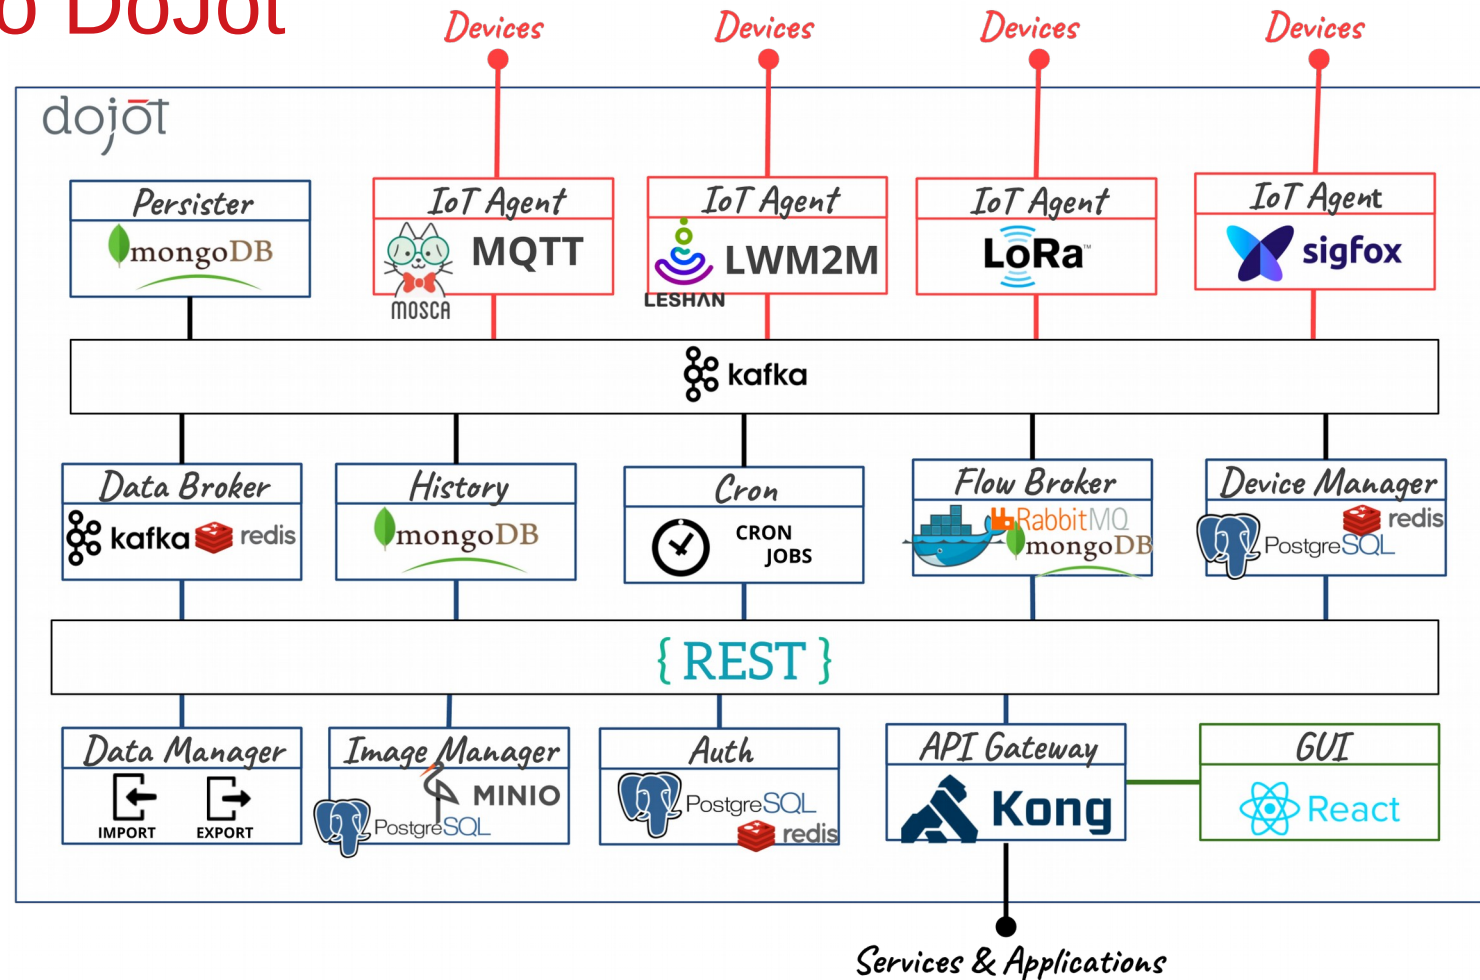 o DoJot
Devices
Devices
Devices
Devices
dojot
Persister
mongoDB
IoT Agent
MQTT
MOSCA
IoT Agent
LWM2M
LESHAN
IoT Agent
LoRa™
IoT Agent
sigfox
kafka
Data Broker
kafka
redis
History
mongoDB
Cron
CRON
JOBS
Flow Broker
RabbitMQ
mongoDB
Device Manager
redis
PostgreSQL
{ REST }
Data Manager
IMPORT
EXPORT
Image Manager
MINIO
PostgreSQL
Auth
PostgreSQL
redis
API Gateway
Kong
GUI
React
Services & Applications